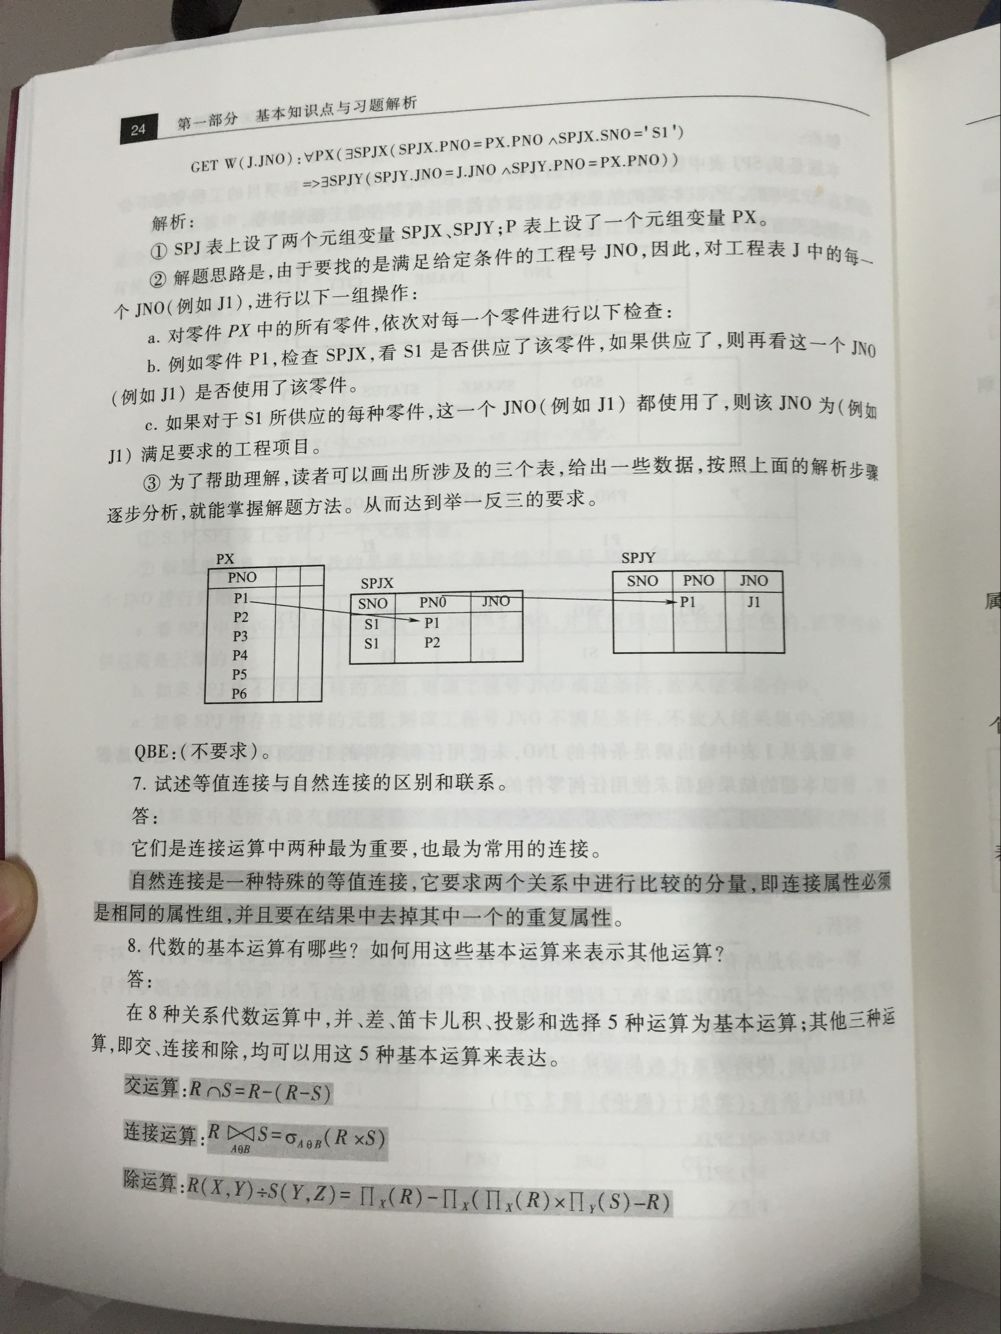 24 第一部分 基本知识点与习题解析
GET W(J.JNO):∀PX(∃SPJX(SPJX.PNO=PX.PNO∧SPJX.SNO='S1')
=>∃SPJY(SPJY.JNO=J.JNO∧SPJY.PNO=PX.PNO))
解析:
① SPJ 表上设了两个元组变量 SPJX、SPJY;P 表上设了一个元组变量 PX。
② 解题思路是,由于要找的是满足给定条件的工程号 JNO,因此,对工程表 J 中的每一
个 JNO(例如 J1),进行以下一组操作:
a. 对零件 PX 中的所有零件,依次对每一个零件进行以下检查:
b. 例如零件 P1,检查 SPJX,看 S1 是否供应了该零件,如果供应了,则再看这一个 JNO
(例如 J1) 是否使用了该零件。
c. 如果对于 S1 所供应的每种零件,这一个 JNO(例如 J1) 都使用了,则该 JNO 为(例如
J1) 满足要求的工程项目。
③ 为了帮助理解,读者可以画出所涉及的三个表,给出一些数据,按照上面的解析步骤
逐步分析,就能掌握解题方法。从而达到举一反三的要求。
PX
PNO
P1
P2
P3
P4
P5
P6
SPJX
SNO PN0 JNO
S1 P1
S1 P2
SPJY
SNO PNO JNO
P1 J1
QBE:(不要求)。
7. 试述等值连接与自然连接的区别和联系。
答:
它们是连接运算中两种最为重要,也最为常用的连接。
自然连接是一种特殊的等值连接,它要求两个关系中进行比较的分量,即连接属性必须
是相同的属性组,并且要在结果中去掉其中一个的重复属性。
8. 代数的基本运算有哪些? 如何用这些基本运算来表示其他运算?
答:
在 8 种关系代数运算中,并、差、笛卡儿积、投影和选择 5 种运算为基本运算;其他三种运
算,即交、连接和除,均可以用这 5 种基本运算来表达。
交运算:R∩S=R-(R-S)
连接运算:R⋈S=σAθB(R×S)
AθB
除运算:R(X,Y)÷S(Y,Z)=∏X(R)-∏X(∏X(R)×∏Y(S)-R)